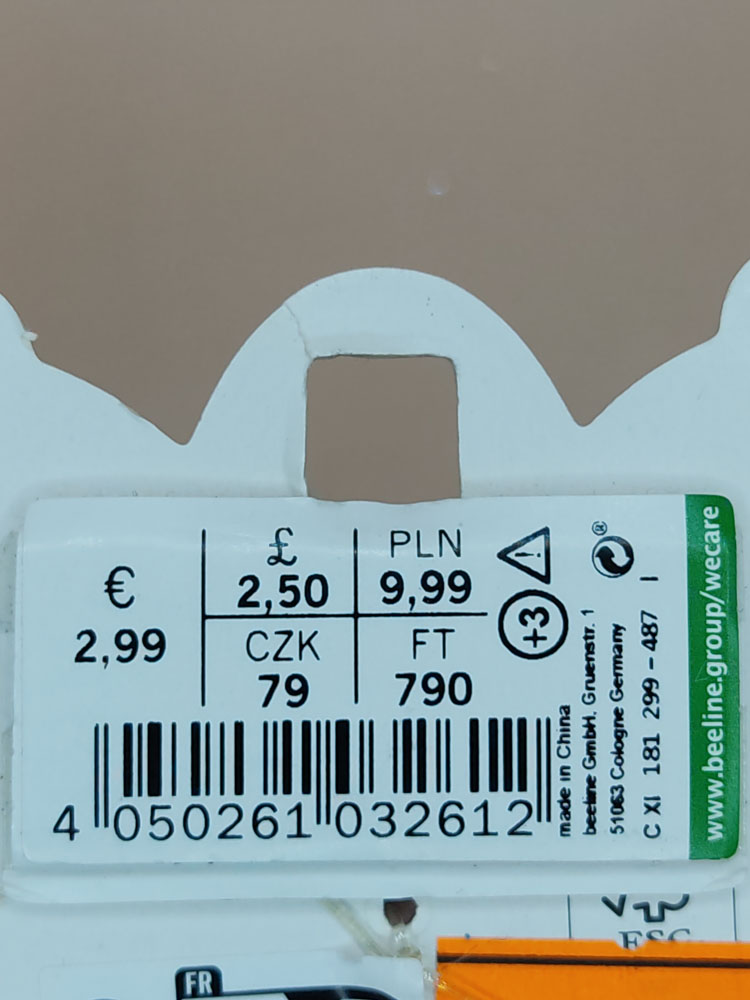 €
2,99
£
2,50
PLN
9,99
CZK
79
FT
790
+3
4 050261 032612
made in China
beeline GmbH, Gruenstr. 1
51063 Cologne Germany
C XI 181 299 - 487 I
www.beeline.group/wecare
®
FSC
FR